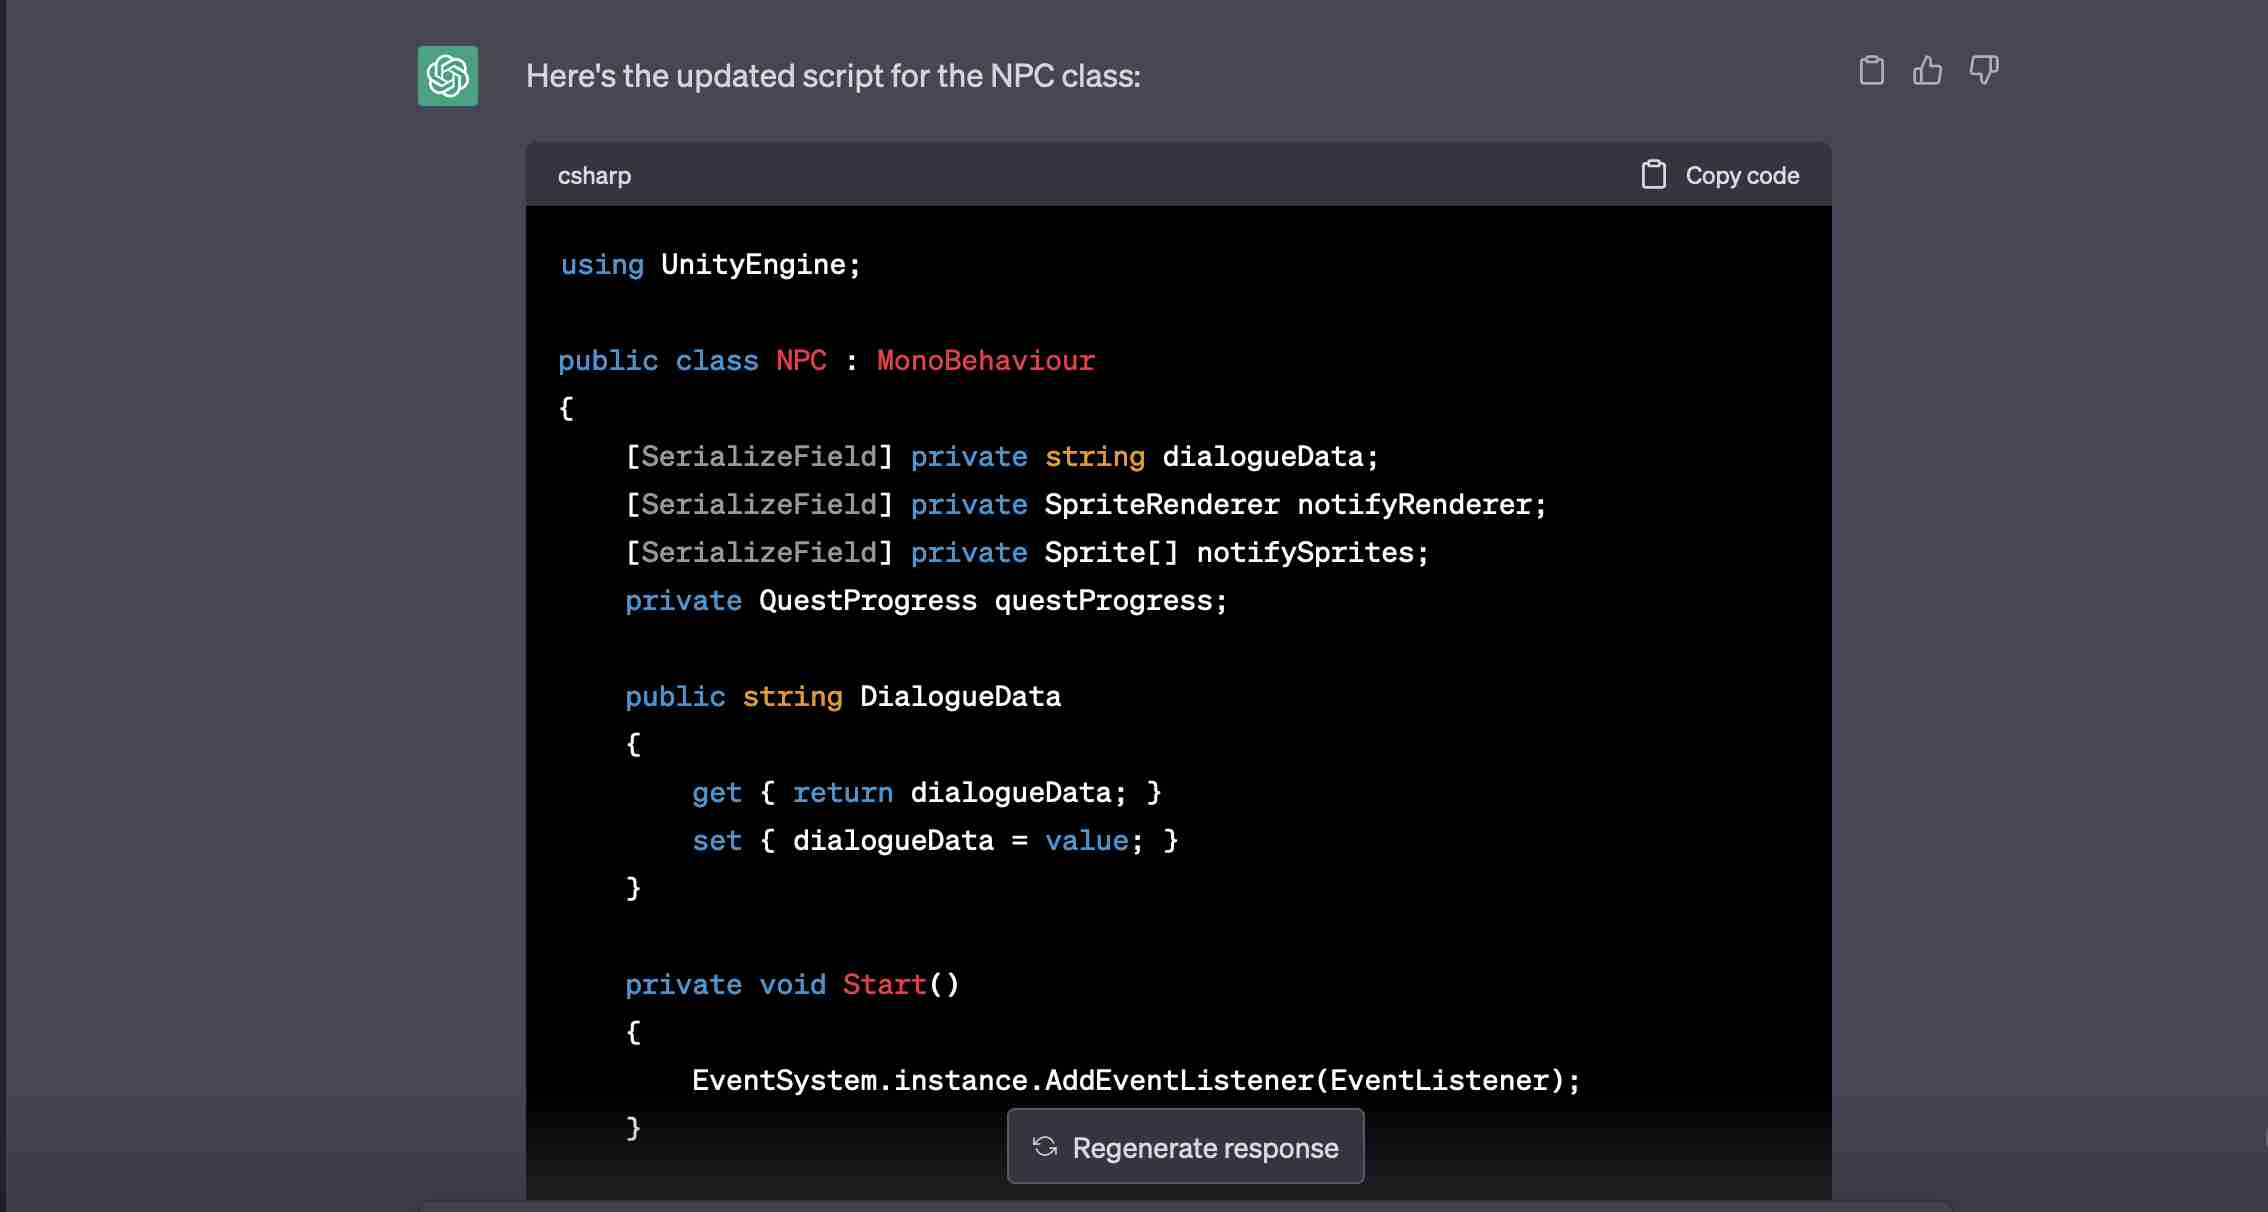 Here's the updated script for the NPC class:
csharp
Copy code
using UnityEngine;
public class NPC : MonoBehaviour
{
    [SerializeField] private string dialogueData;
    [SerializeField] private SpriteRenderer notifyRenderer;
    [SerializeField] private Sprite[] notifySprites;
    private QuestProgress questProgress;
    public string DialogueData
    {
        get { return dialogueData; }
        set { dialogueData = value; }
    }
    private void Start()
    {
        EventSystem.instance.AddEventListener(EventListener);
    }
Regenerate response